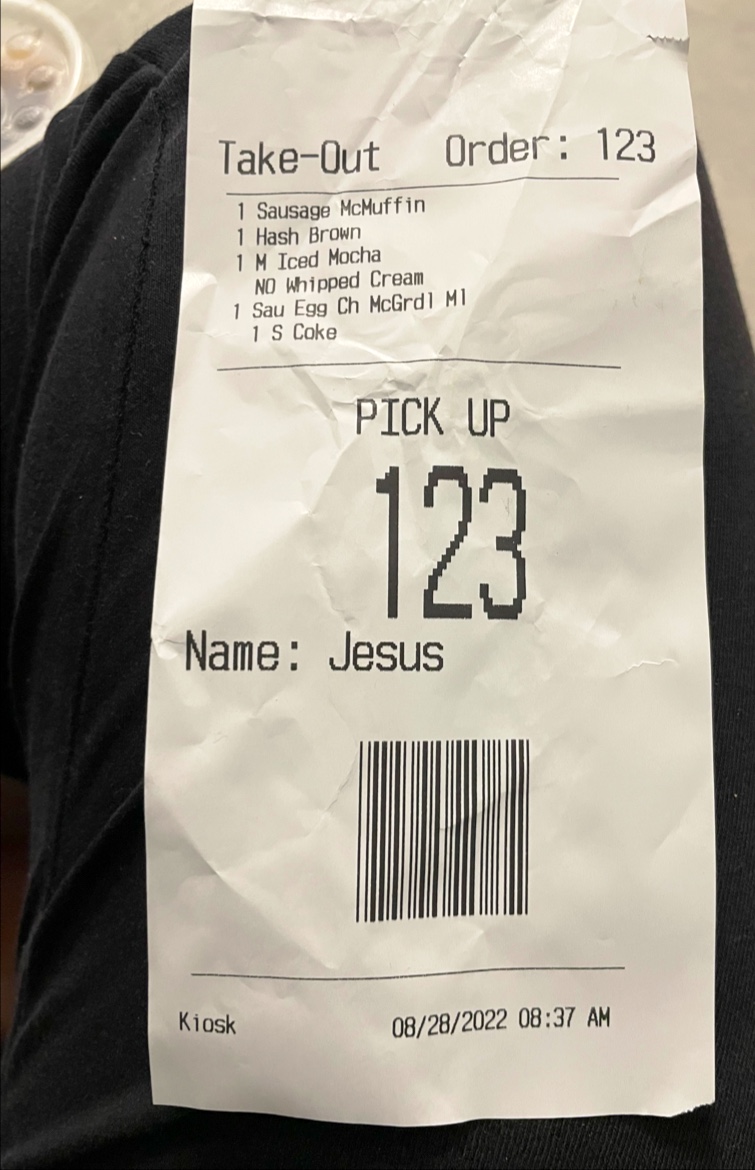 Take-Out Order: 123
1 Sausage McMuffin
1 Hash Brown
1 M Iced Mocha
NO Whipped Cream
1 Sau Egg Ch McGrdl Ml
1 S Coke
PICK UP
123
Name: Jesus
Kiosk 08/28/2022 08:37 AM